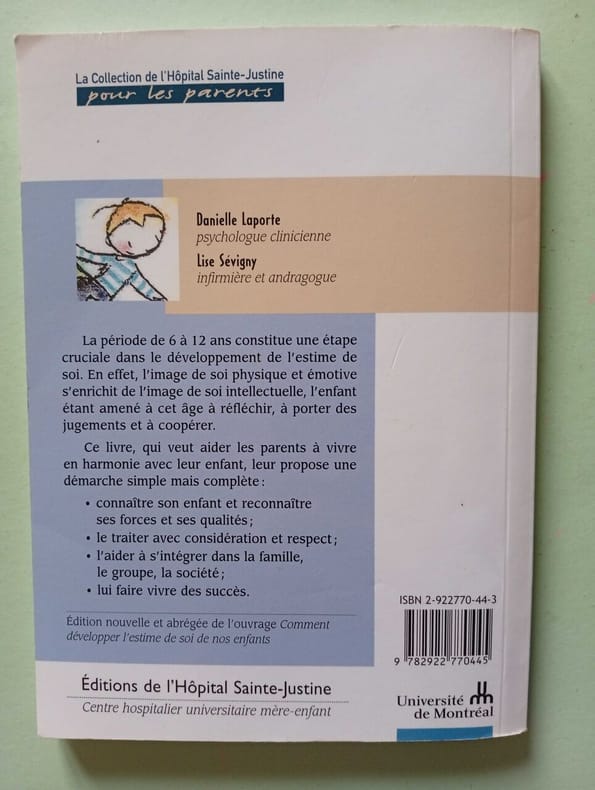 La Collection de l'Hôpital Sainte-Justine
pour les parents
Danielle Laporte
psychologue clinicienne
Lise Sévigny
infirmière et andragogue
La période de 6 à 12 ans constitue une étape
cruciale dans le développement de l'estime de
soi. En effet, l'image de soi physique et émotive
s'enrichit de l'image de soi intellectuelle, l'enfant
étant amené à cet âge à réfléchir, à porter des
jugements et à coopérer.
Ce livre, qui veut aider les parents à vivre
en harmonie avec leur enfant, leur propose une
démarche simple mais complète :
• connaître son enfant et reconnaître
ses forces et ses qualités ;
• le traiter avec considération et respect ;
• l'aider à s'intégrer dans la famille,
le groupe, la société ;
• lui faire vivre des succès.
Édition nouvelle et abrégée de l'ouvrage Comment
développer l'estime de soi de nos enfants
Éditions de l'Hôpital Sainte-Justine
Centre hospitalier universitaire mère-enfant
ISBN 2-922770-44-3
9 782922 770445
Université
de Montréal